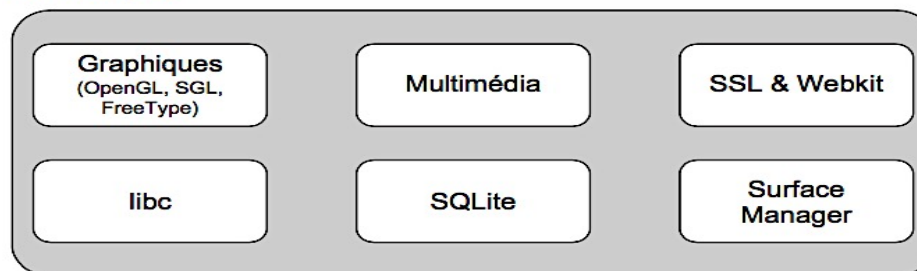 Graphiques
(OpenGL, SGL,
FreeType)
Multimédia
SSL & Webkit
libc
SQLite
Surface
Manager